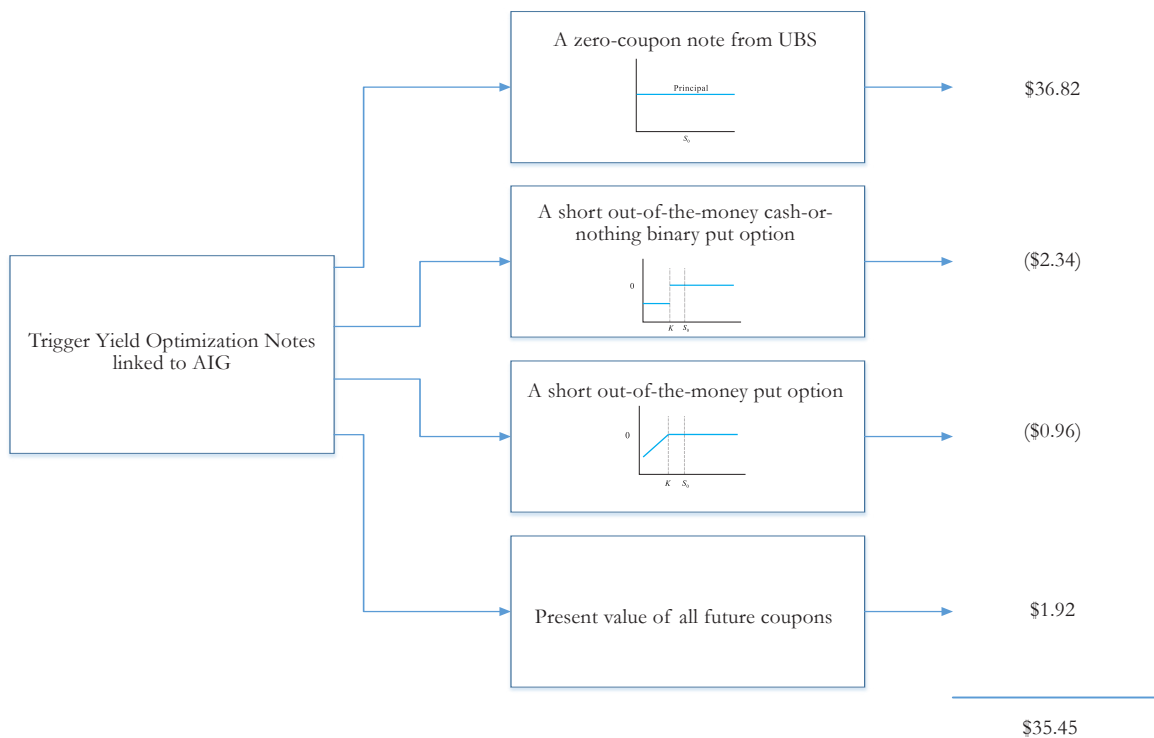 A zero-coupon note from UBS
Principal
S₀
$36.82
A short out-of-the-money cash-or-
nothing binary put option
0
K S₀
($2.34)
Trigger Yield Optimization Notes
linked to AIG
A short out-of-the-money put option
0
K S₀
($0.96)
Present value of all future coupons
$1.92
$35.45